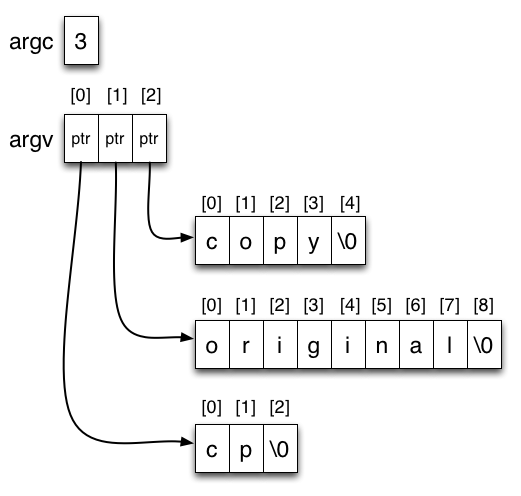 argc 3
[0] [1] [2]
argv ptr ptr ptr
[0] [1] [2] [3] [4]
c o p y \0
[0] [1] [2] [3] [4] [5] [6] [7] [8]
o r i g i n a l \0
[0] [1] [2]
c p \0